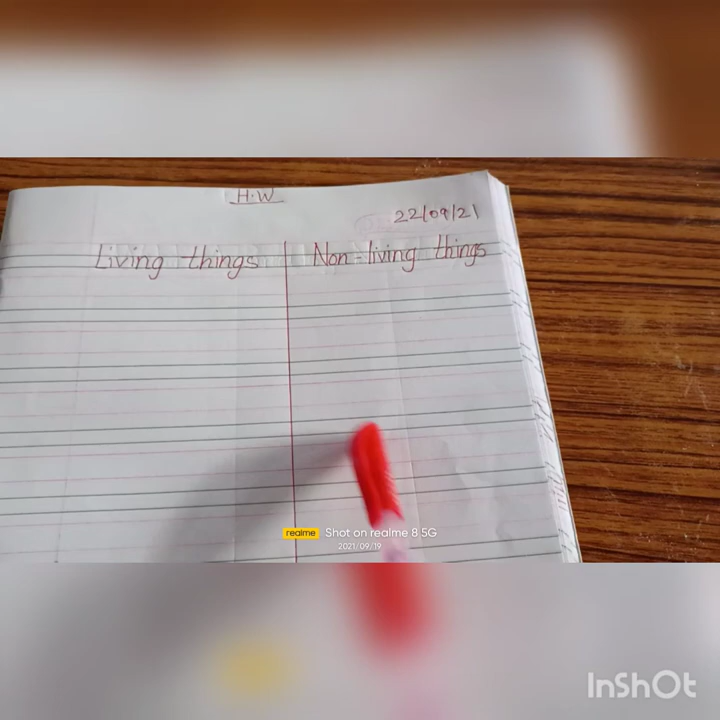 H.W
22/09/21
Living things Non-living things
realme Shot on realme 8 5G
2021/09/19
InShOt